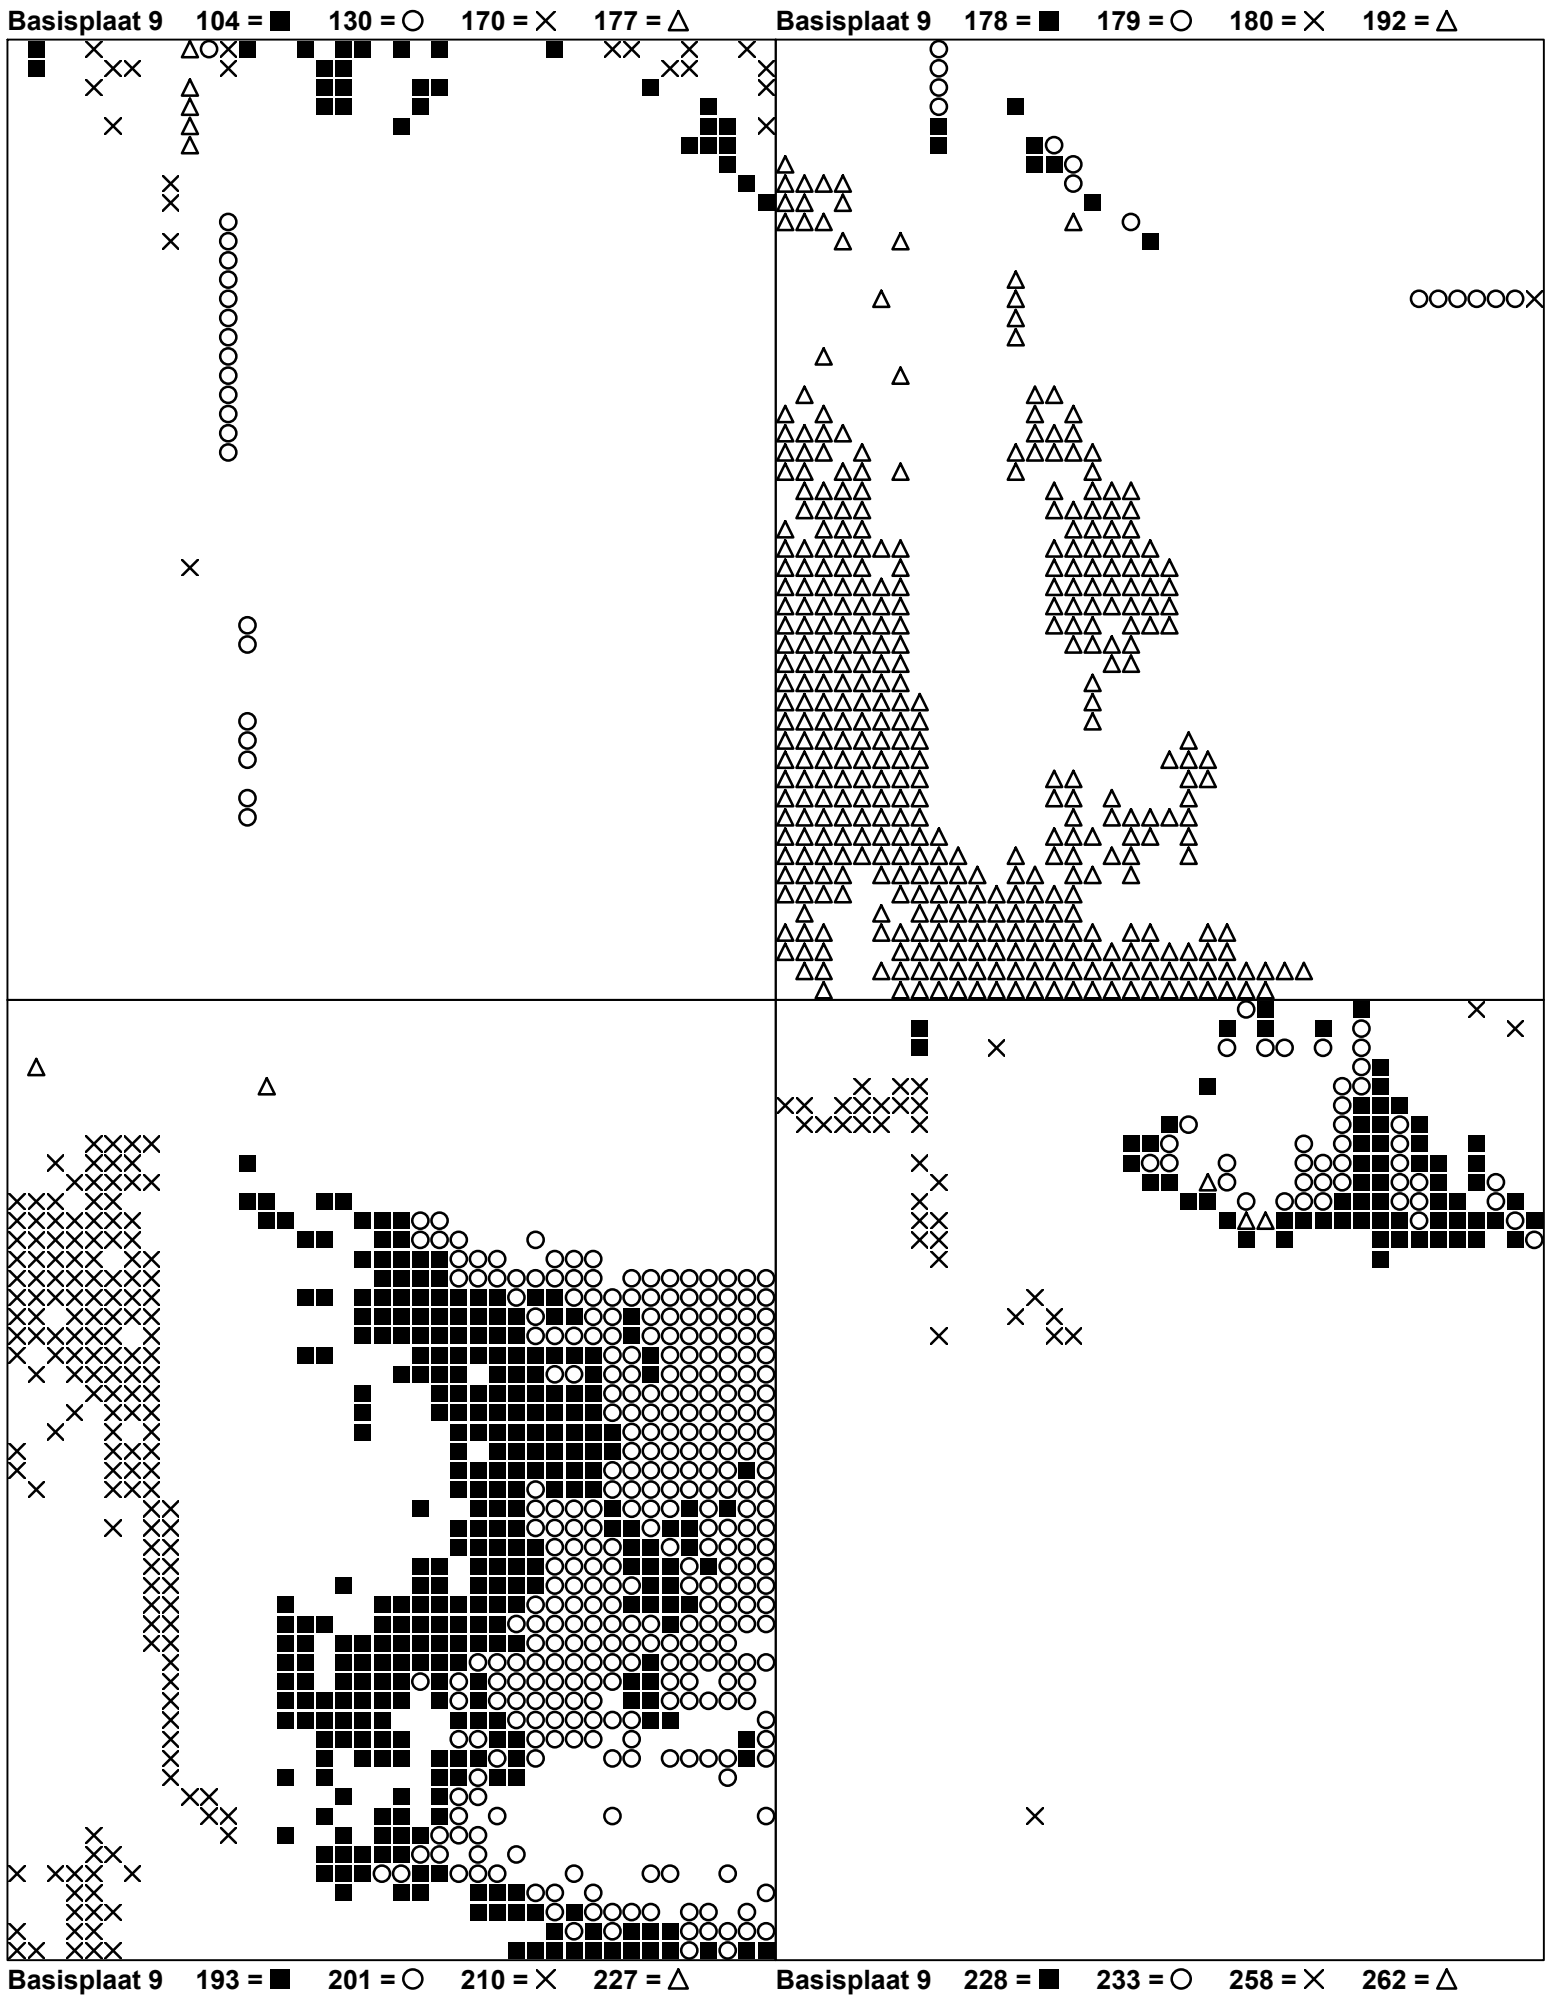 Basisplaat 9 104 = ■ 130 = ○ 170 = × 177 = △
Basisplaat 9 178 = ■ 179 = ○ 180 = × 192 = △
Basisplaat 9 193 = ■ 201 = ○ 210 = × 227 = △
Basisplaat 9 228 = ■ 233 = ○ 258 = × 262 = △